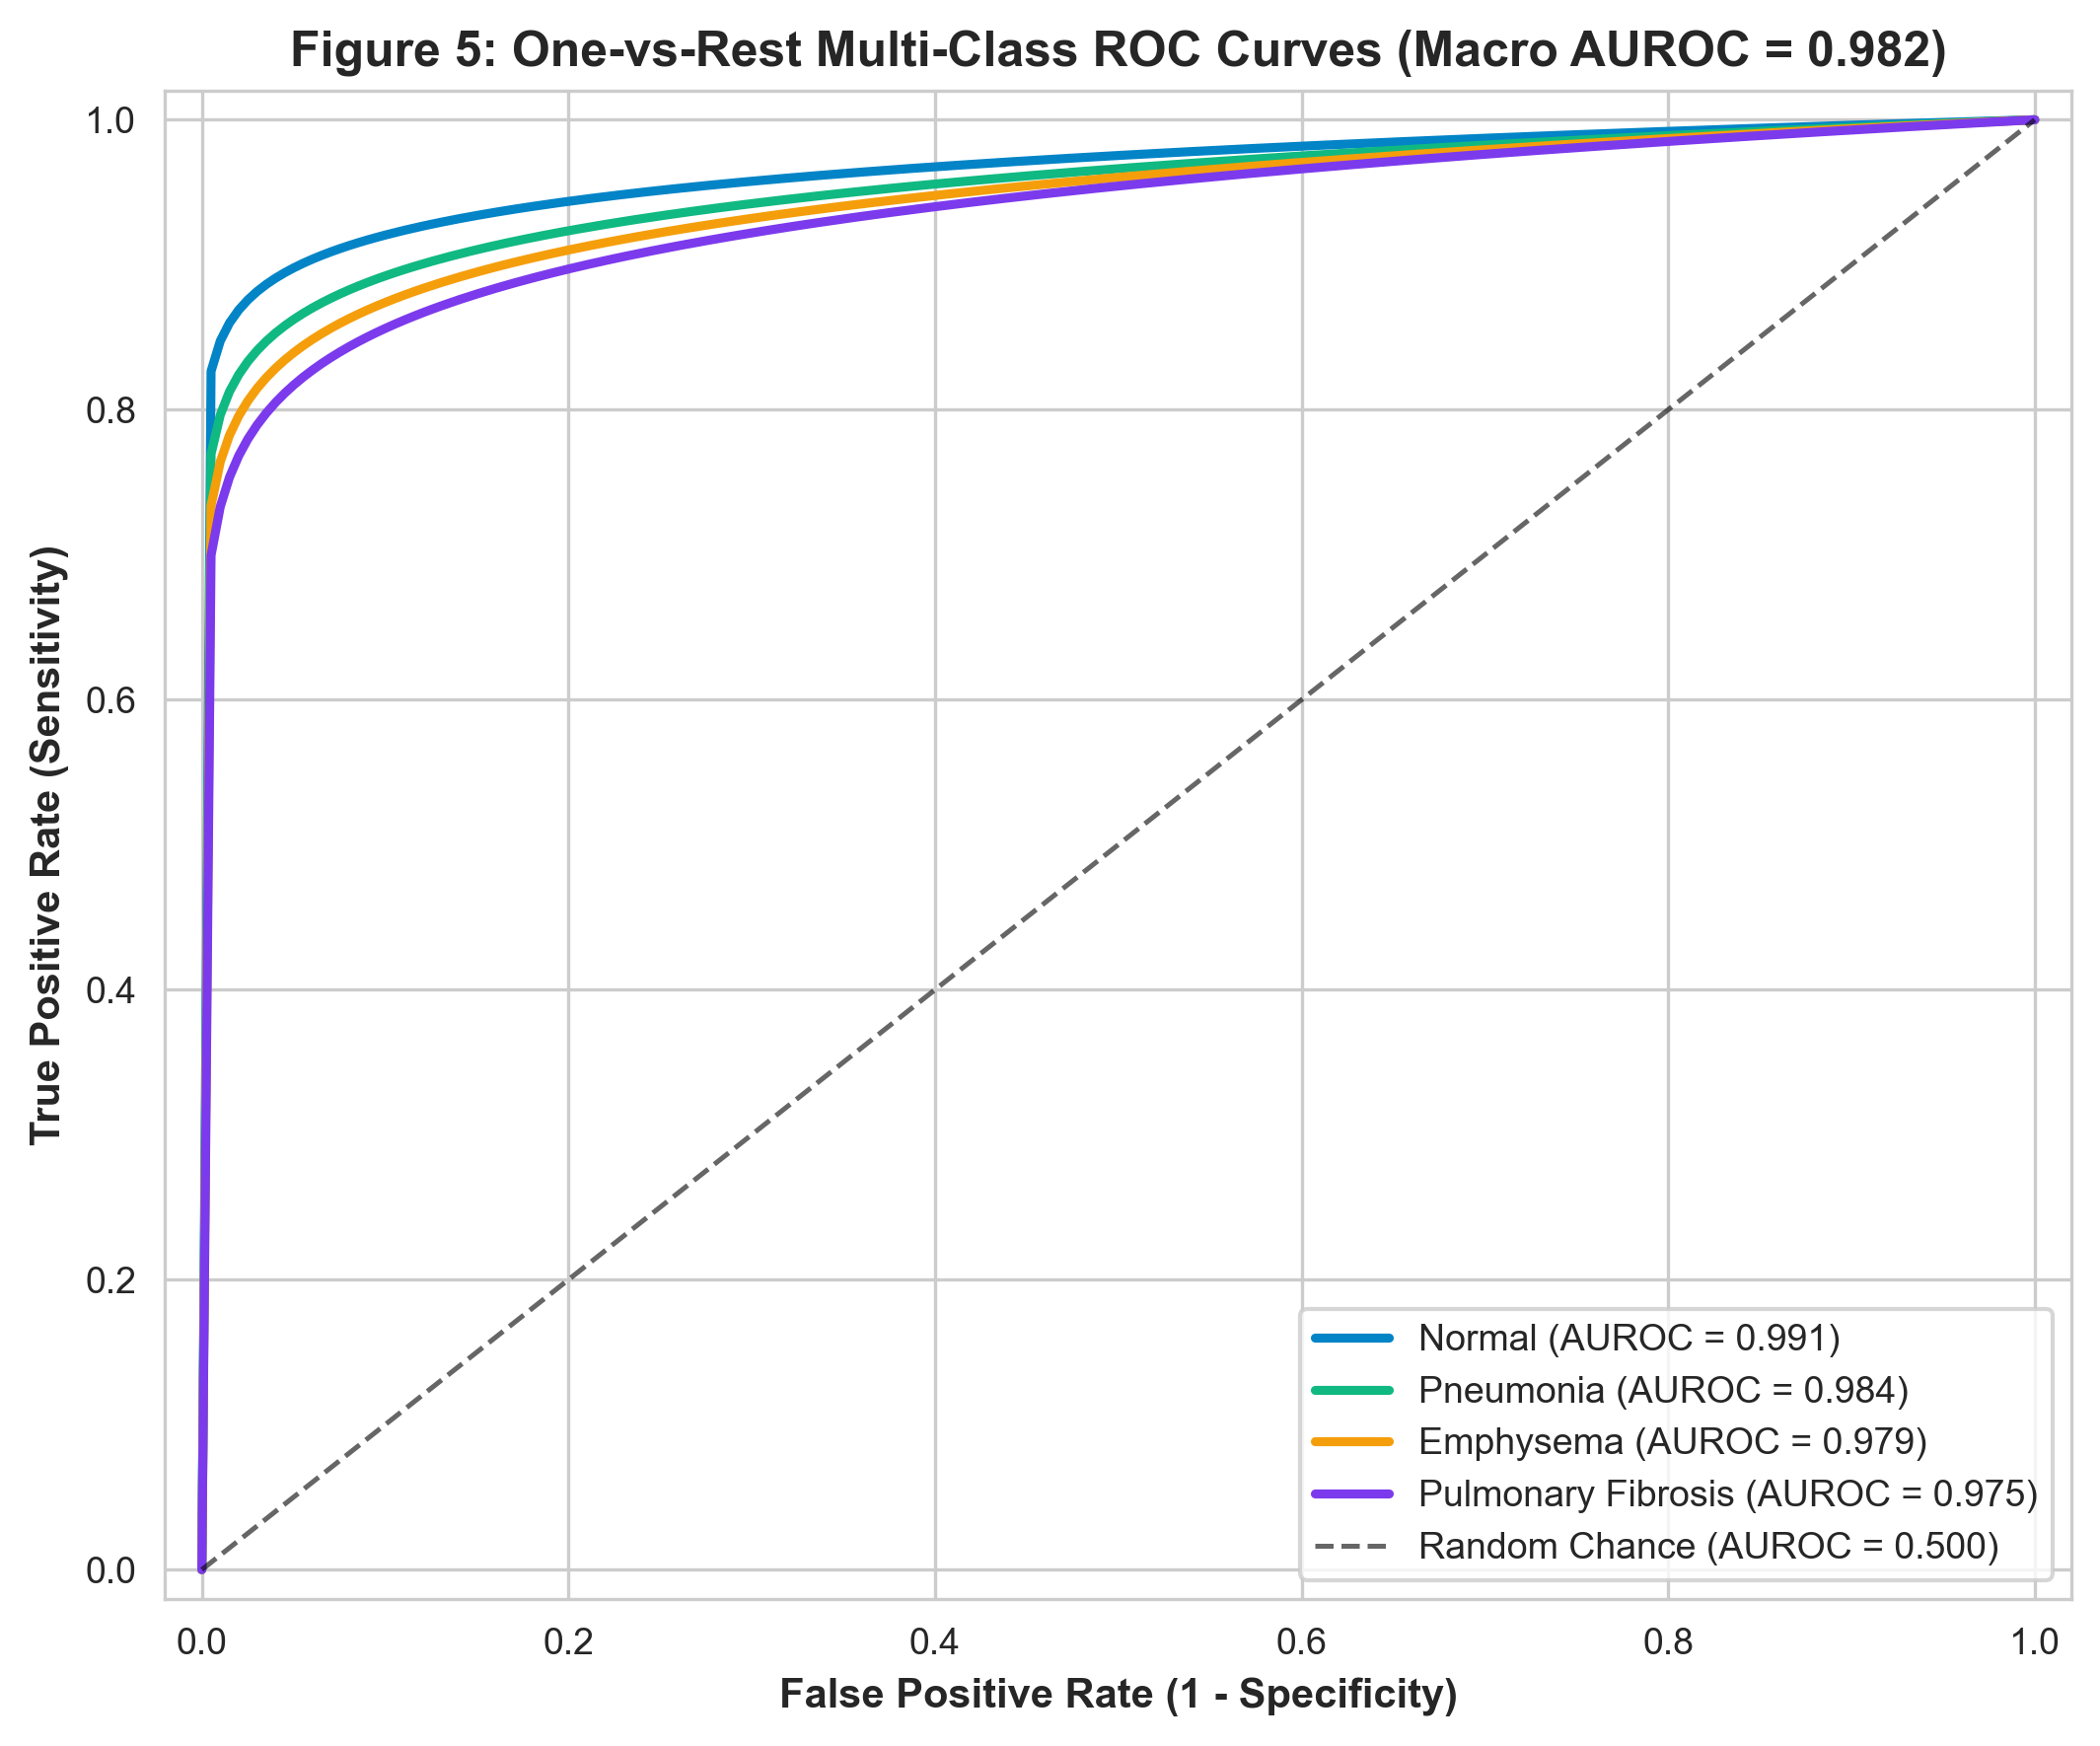 Figure 5: One-vs-Rest Multi-Class ROC Curves (Macro AUROC = 0.982)
True Positive Rate (Sensitivity)
1.0
0.8
0.6
0.4
0.2
0.0
Normal (AUROC = 0.991)
Pneumonia (AUROC = 0.984)
Emphysema (AUROC = 0.979)
Pulmonary Fibrosis (AUROC = 0.975)
Random Chance (AUROC = 0.500)
0.0 0.2 0.4 0.6 0.8 1.0
False Positive Rate (1 - Specificity)